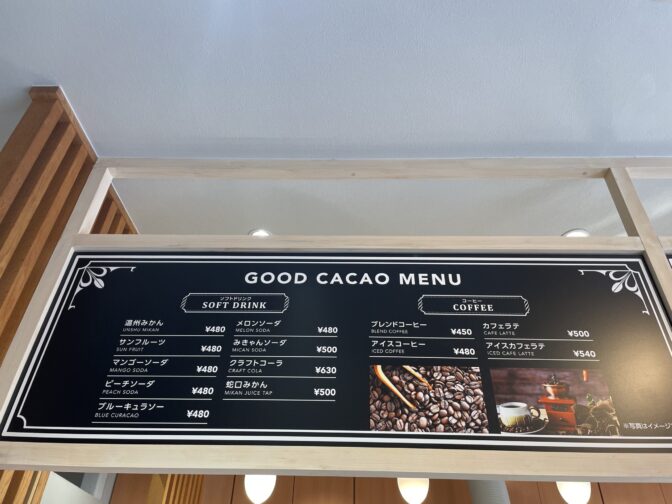 GOOD CACAO MENU
ソフトドリンク
SOFT DRINK
温州みかん ¥480
UNSHU MIKAN
サンフルーツ ¥480
SUN FRUIT
マンゴーソーダ ¥480
MANGO SODA
ピーチソーダ ¥480
PEACH SODA
ブルーキュラソー ¥480
BLUE CURACAO
メロンソーダ ¥480
MELON SODA
みきゃんソーダ ¥500
MICAN SODA
クラフトコーラ ¥630
CRAFT COLA
蛇口みかん ¥500
MIKAN JUICE TAP
コーヒー
COFFEE
ブレンドコーヒー ¥450
BLEND COFFEE
アイスコーヒー ¥480
ICED COFFEE
カフェラテ ¥500
CAFE LATTE
アイスカフェラテ ¥540
ICED CAFE LATTE
※写真はイメージ